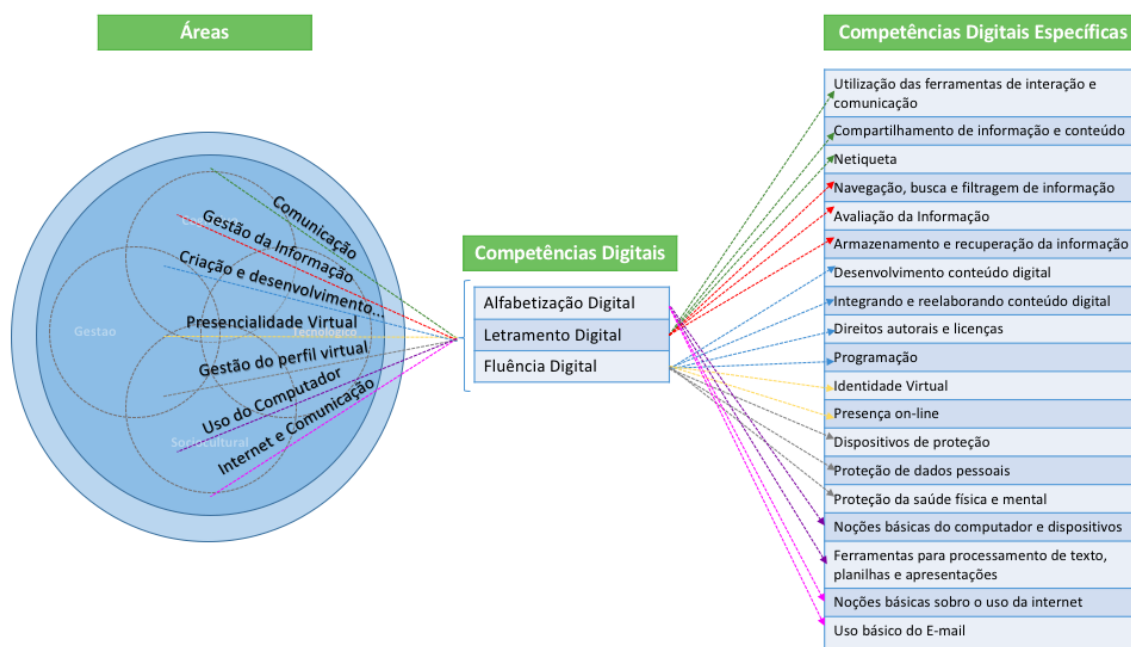 Áreas
Comunicação
Gestão da Informação
Criação e desenvolvimento...
Presencialidade Virtual
Gestao
Tecnológico
Gestão do perfil virtual
Uso do Computador
Sociocultural
Internet e Comunicação
Competências Digitais
Alfabetização Digital
Letramento Digital
Fluência Digital
Competências Digitais Específicas
Utilização das ferramentas de interação e
comunicação
Compartilhamento de informação e conteúdo
Netiqueta
Navegação, busca e filtragem de informação
Avaliação da Informação
Armazenamento e recuperação da informação
Desenvolvimento conteúdo digital
Integrando e reelaborando conteúdo digital
Direitos autorais e licenças
Programação
Identidade Virtual
Presença on-line
Dispositivos de proteção
Proteção de dados pessoais
Proteção da saúde física e mental
Noções básicas do computador e dispositivos
Ferramentas para processamento de texto,
planilhas e apresentações
Noções básicas sobre o uso da internet
Uso básico do E-mail